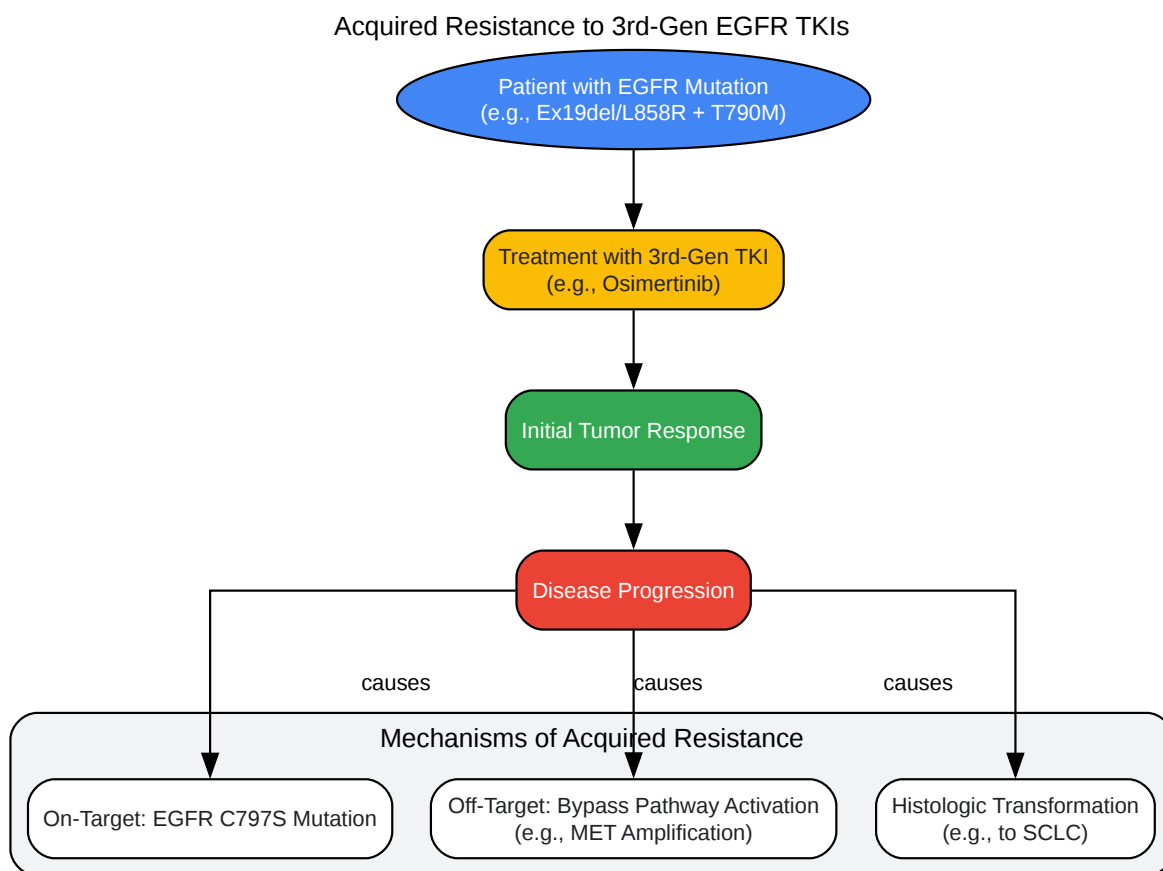 Acquired Resistance to 3rd-Gen EGFR TKIs
Patient with EGFR Mutation
(e.g., Ex19del/L858R + T790M)
Treatment with 3rd-Gen TKI
(e.g., Osimertinib)
Initial Tumor Response
Disease Progression
causes
causes
causes
Mechanisms of Acquired Resistance
On-Target: EGFR C797S Mutation
Off-Target: Bypass Pathway Activation
(e.g., MET Amplification)
Histologic Transformation
(e.g., to SCLC)